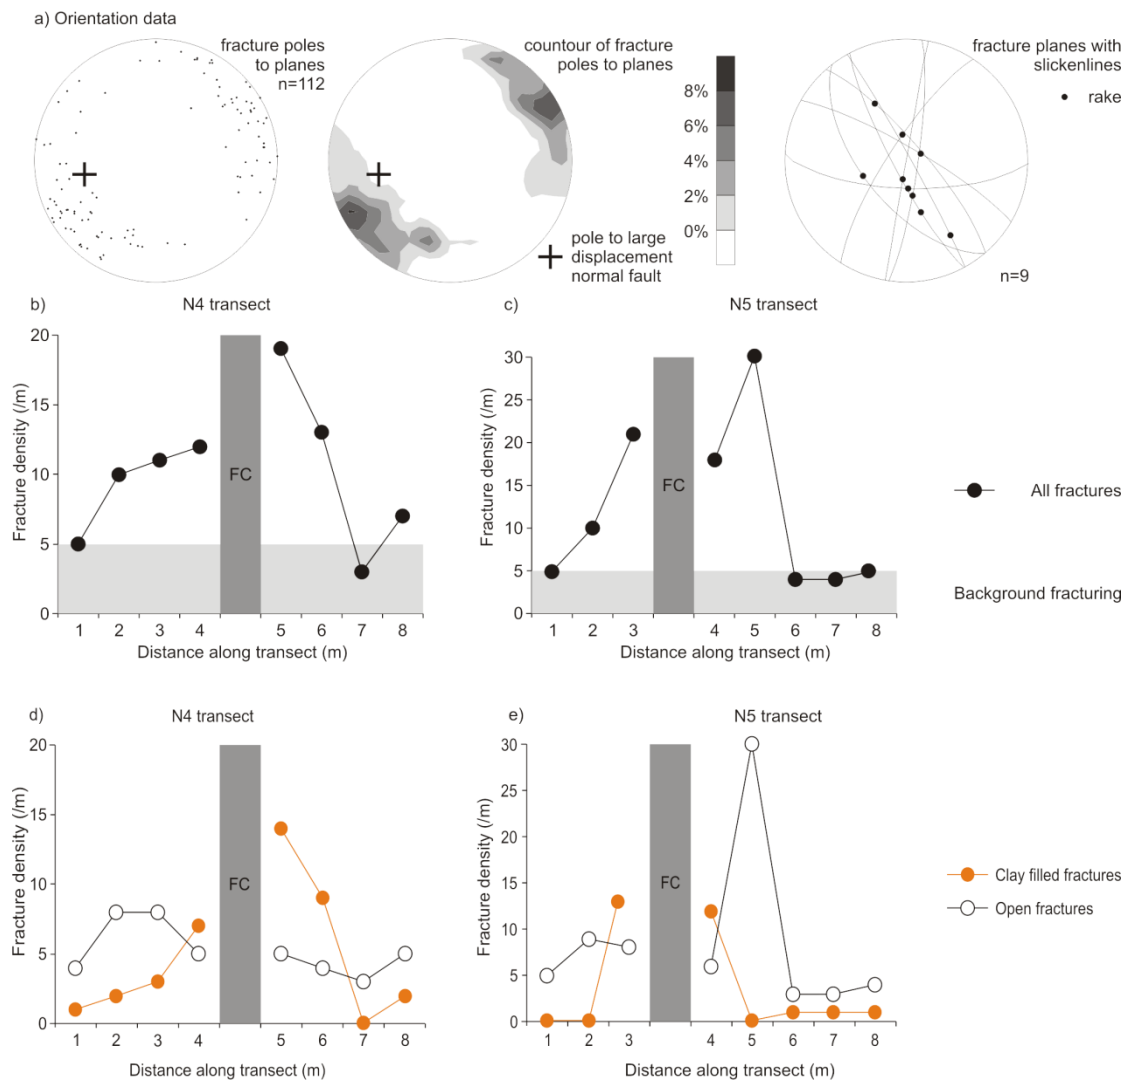 a) Orientation data
fracture poles
to planes
n=112
countour of fracture
poles to planes
8%
6%
4%
2%
0%
pole to large
displacement
normal fault
fracture planes with
slickenlines
rake
n=9
b)
N4 transect
20
15
10
5
0
Fracture density (/m)
FC
1 2 3 4 5 6 7 8
Distance along transect (m)
c)
N5 transect
30
25
20
15
10
5
0
Fracture density (/m)
FC
1 2 3 4 5 6 7 8
Distance along transect (m)
All fractures
Background fracturing
d)
N4 transect
20
15
10
5
0
Fracture density (/m)
FC
1 2 3 4 5 6 7 8
Distance along transect (m)
e)
N5 transect
30
25
20
15
10
5
0
Fracture density (/m)
FC
1 2 3 4 5 6 7 8
Distance along transect (m)
Clay filled fractures
Open fractures